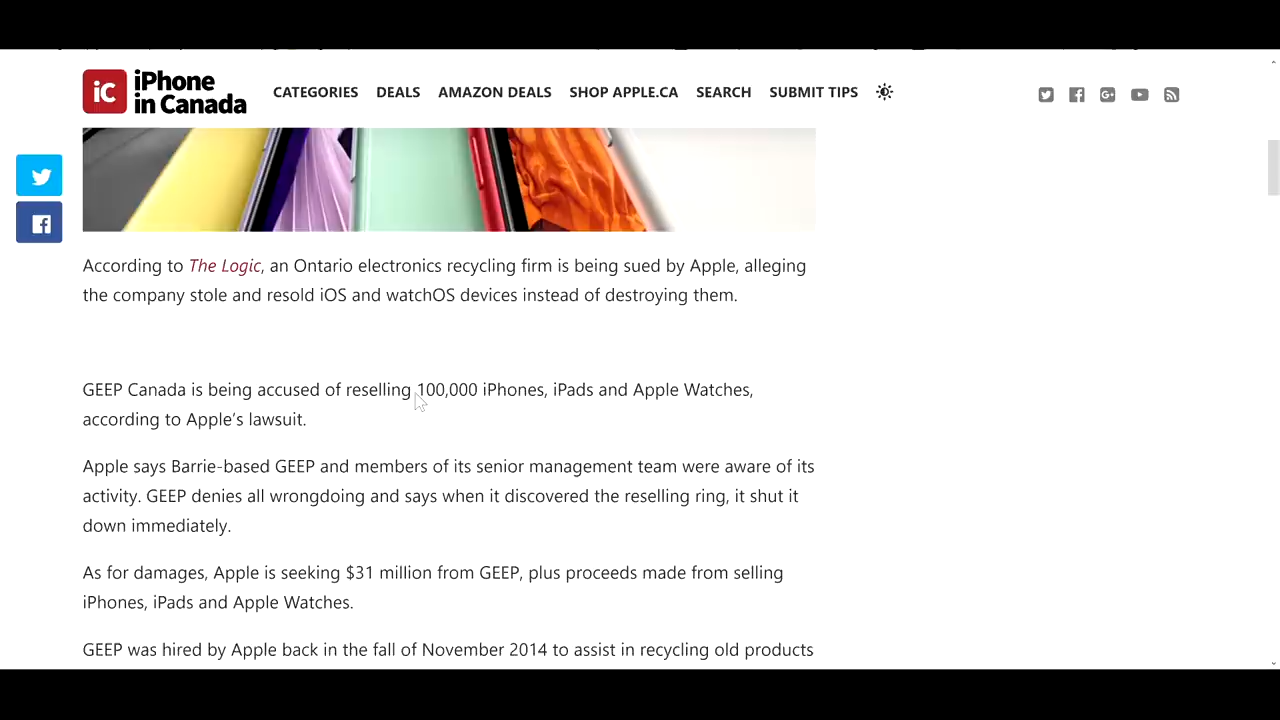 iC iPhone
in Canada
CATEGORIES DEALS AMAZON DEALS SHOP APPLE.CA SEARCH SUBMIT TIPS
According to The Logic, an Ontario electronics recycling firm is being sued by Apple, alleging
the company stole and resold iOS and watchOS devices instead of destroying them.
GEEP Canada is being accused of reselling 100,000 iPhones, iPads and Apple Watches,
according to Apple’s lawsuit.
Apple says Barrie-based GEEP and members of its senior management team were aware of its
activity. GEEP denies all wrongdoing and says when it discovered the reselling ring, it shut it
down immediately.
As for damages, Apple is seeking $31 million from GEEP, plus proceeds made from selling
iPhones, iPads and Apple Watches.
GEEP was hired by Apple back in the fall of November 2014 to assist in recycling old products